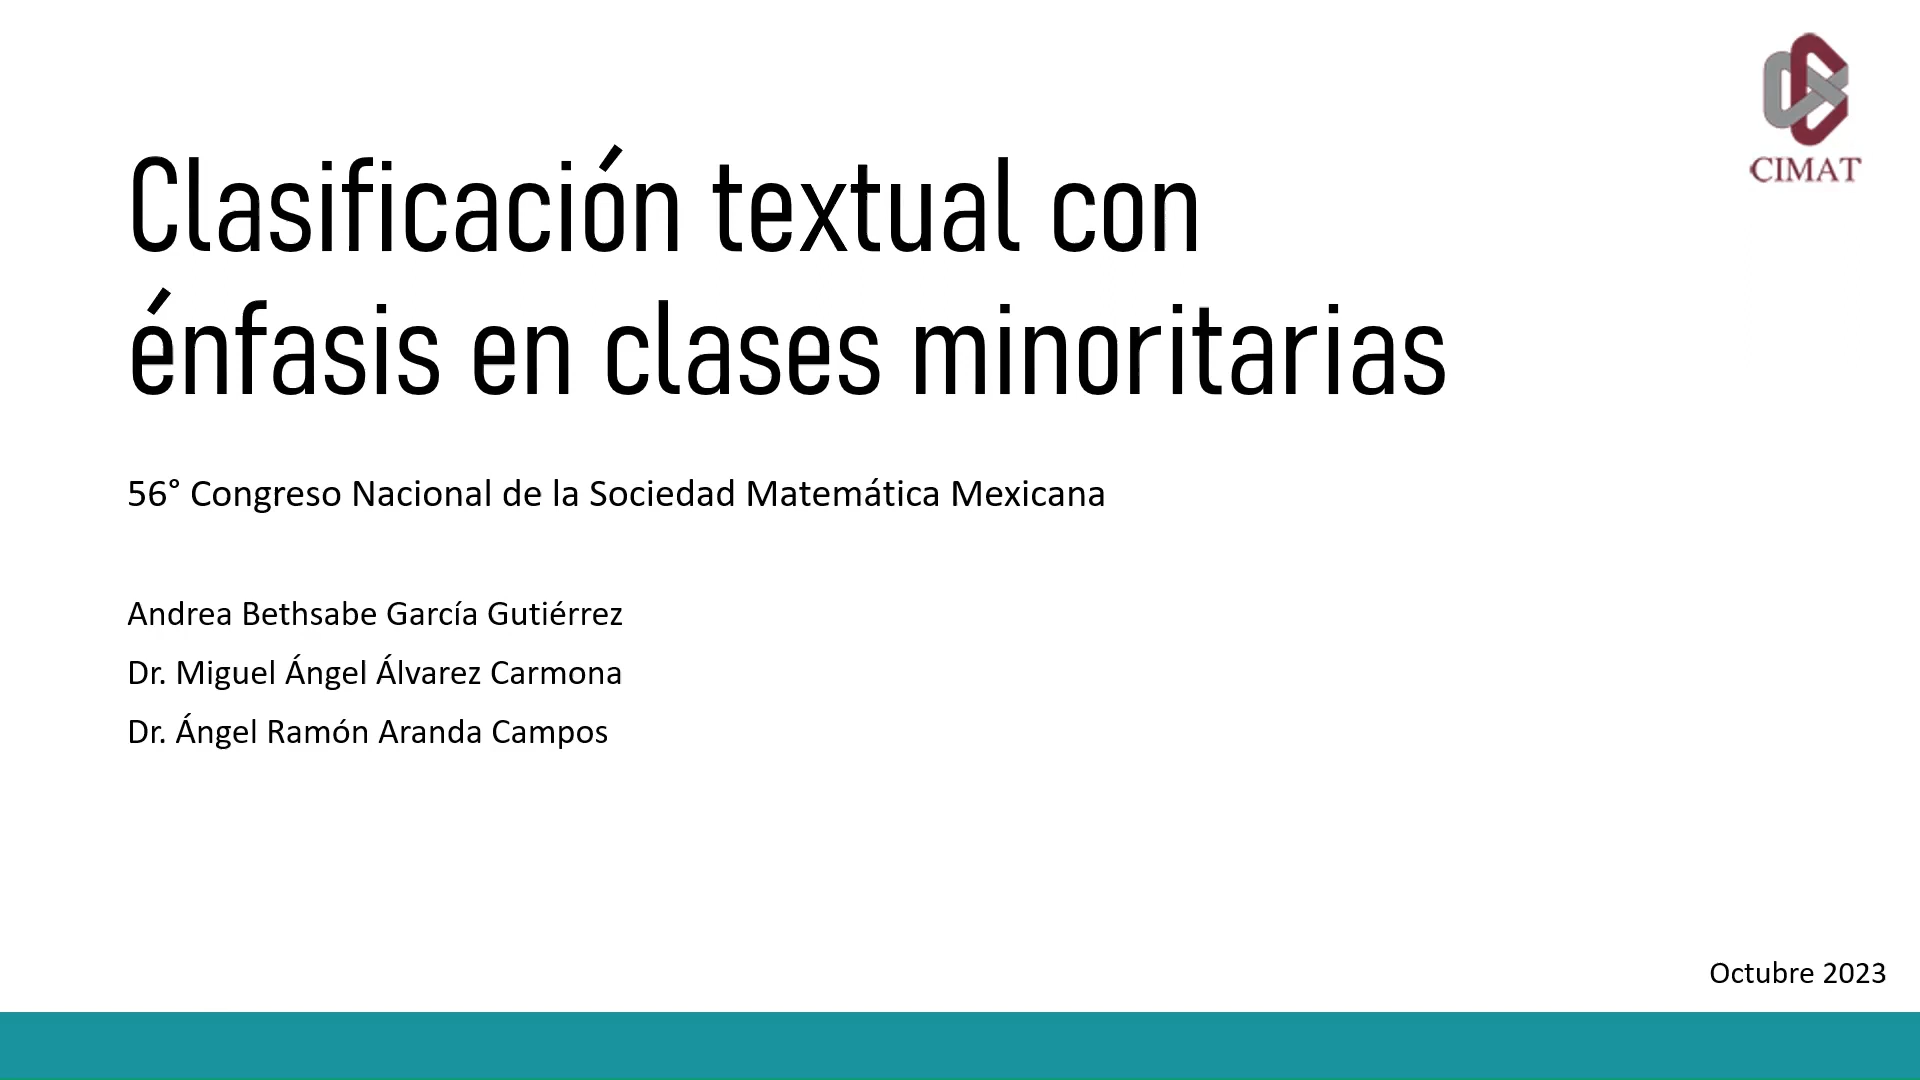 CIMAT
Clasificación textual con
énfasis en clases minoritarias
56° Congreso Nacional de la Sociedad Matemática Mexicana
Andrea Bethsabe García Gutiérrez
Dr. Miguel Ángel Álvarez Carmona
Dr. Ángel Ramón Aranda Campos
Octubre 2023